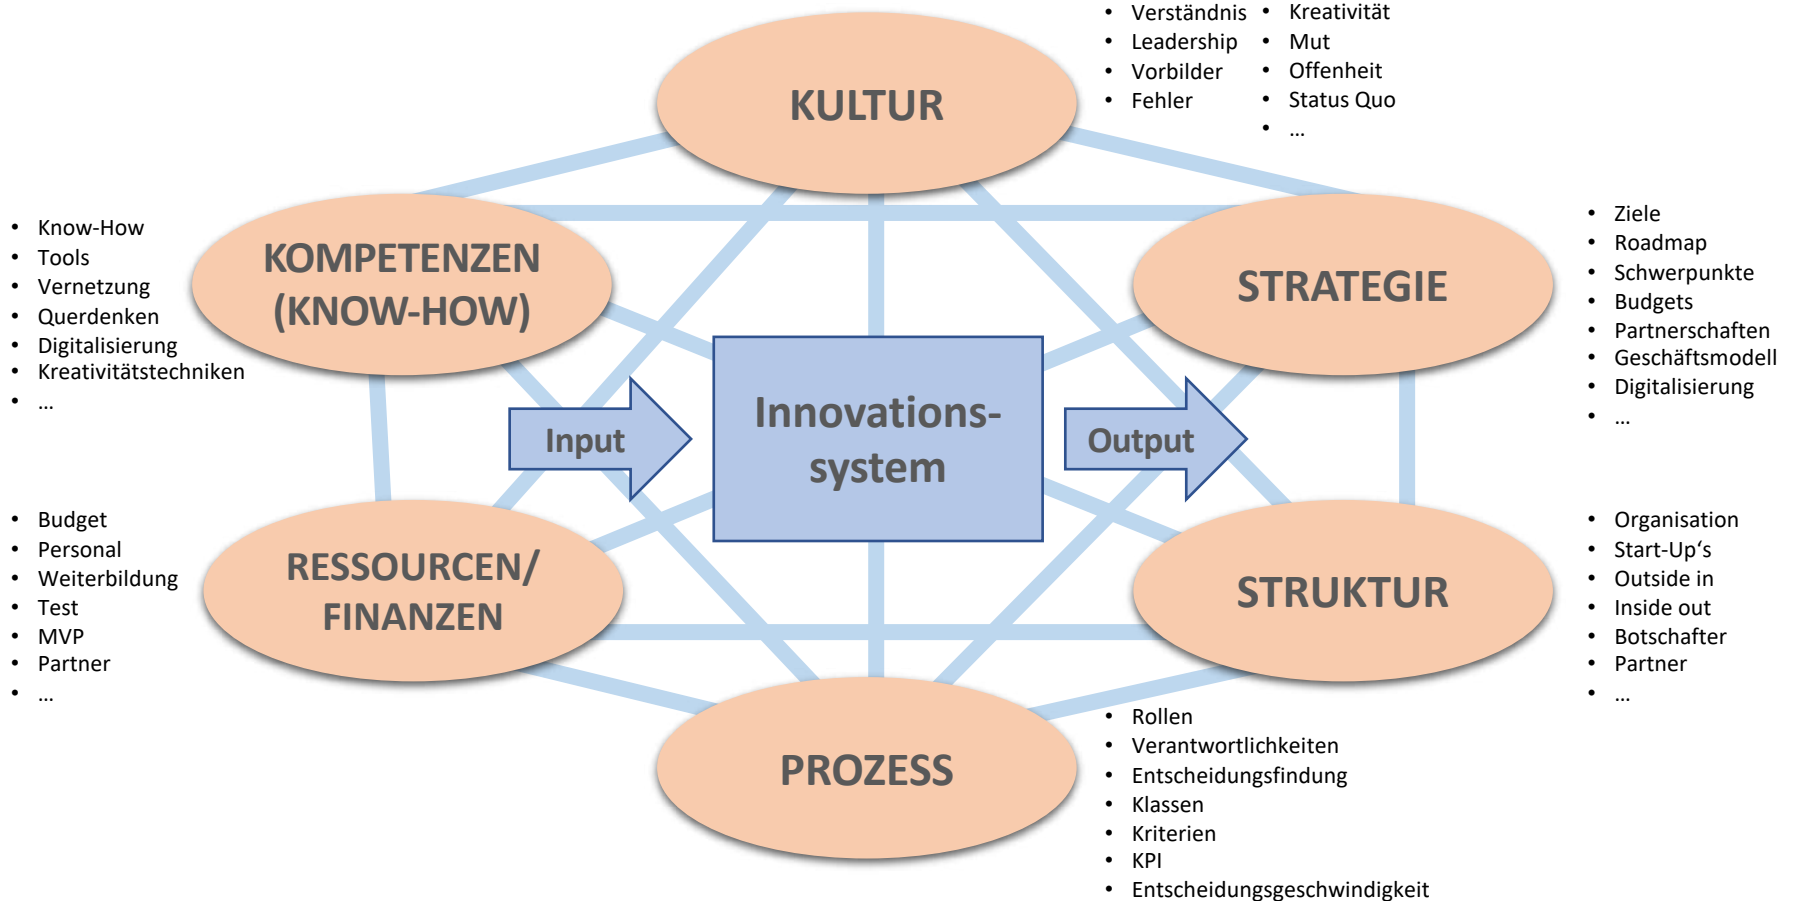 • Verständnis
• Leadership
• Vorbilder
• Fehler
• Kreativität
• Mut
• Offenheit
• Status Quo
• ...
KULTUR
• Know-How
• Tools
• Vernetzung
• Querdenken
• Digitalisierung
• Kreativitätstechniken
• ...
KOMPETENZEN
(KNOW-HOW)
STRATEGIE
• Ziele
• Roadmap
• Schwerpunkte
• Budgets
• Partnerschaften
• Geschäftsmodell
• Digitalisierung
• ...
Input
Innovations-
system
Output
• Budget
• Personal
• Weiterbildung
• Test
• MVP
• Partner
• ...
RESSOURCEN/
FINANZEN
STRUKTUR
• Organisation
• Start-Up‘s
• Outside in
• Inside out
• Botschafter
• Partner
• ...
PROZESS
• Rollen
• Verantwortlichkeiten
• Entscheidungsfindung
• Klassen
• Kriterien
• KPI
• Entscheidungsgeschwindigkeit